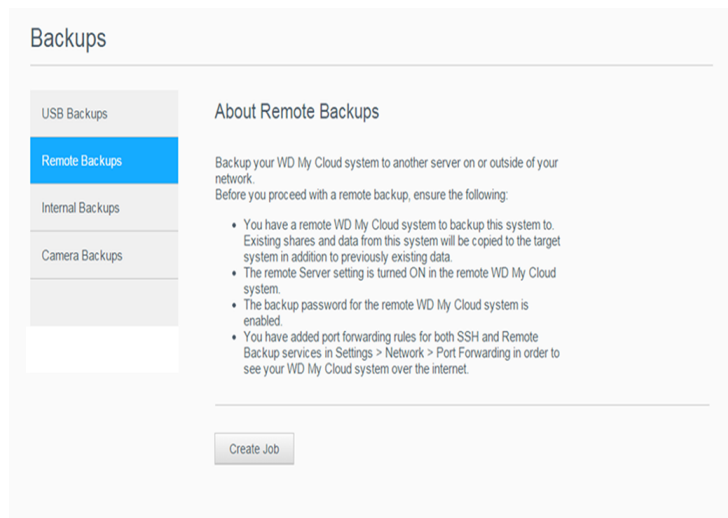 Backups
USB Backups
Remote Backups
Internal Backups
Camera Backups
About Remote Backups
Backup your WD My Cloud system to another server on or outside of your
network.
Before you proceed with a remote backup, ensure the following:
• You have a remote WD My Cloud system to backup this system to.
Existing shares and data from this system will be copied to the target
system in addition to previously existing data.
• The remote Server setting is turned ON in the remote WD My Cloud
system.
• The backup password for the remote WD My Cloud system is
enabled.
• You have added port forwarding rules for both SSH and Remote
Backup services in Settings > Network > Port Forwarding in order to
see your WD My Cloud system over the internet.
Create Job